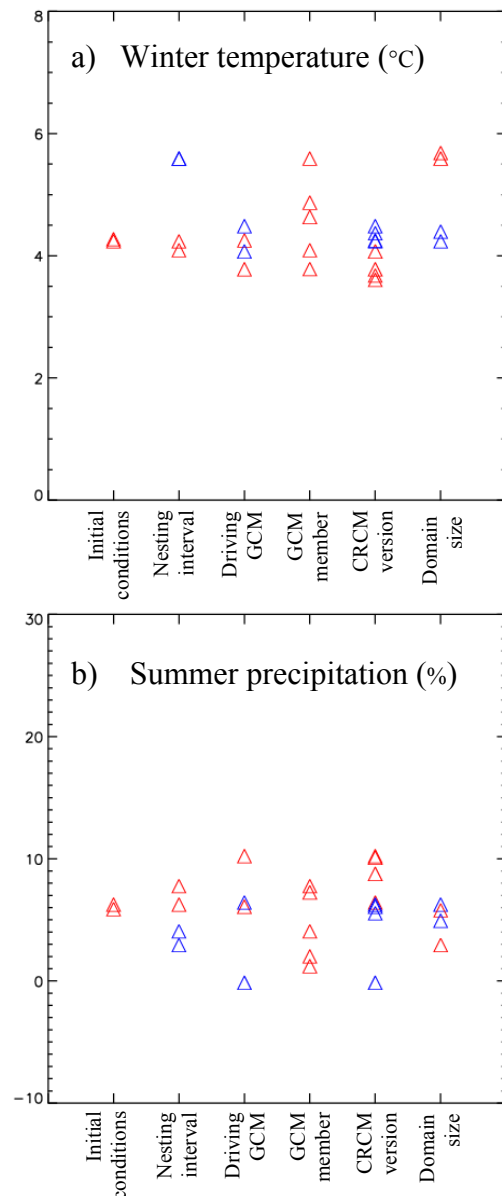 8
a) Winter temperature (°C)
6
4
2
0
Initial
conditions
Nesting
interval
Driving
GCM
GCM
member
CRCM
version
Domain
size
30
b) Summer precipitation (%)
20
10
0
-10
Initial
conditions
Nesting
interval
Driving
GCM
GCM
member
CRCM
version
Domain
size